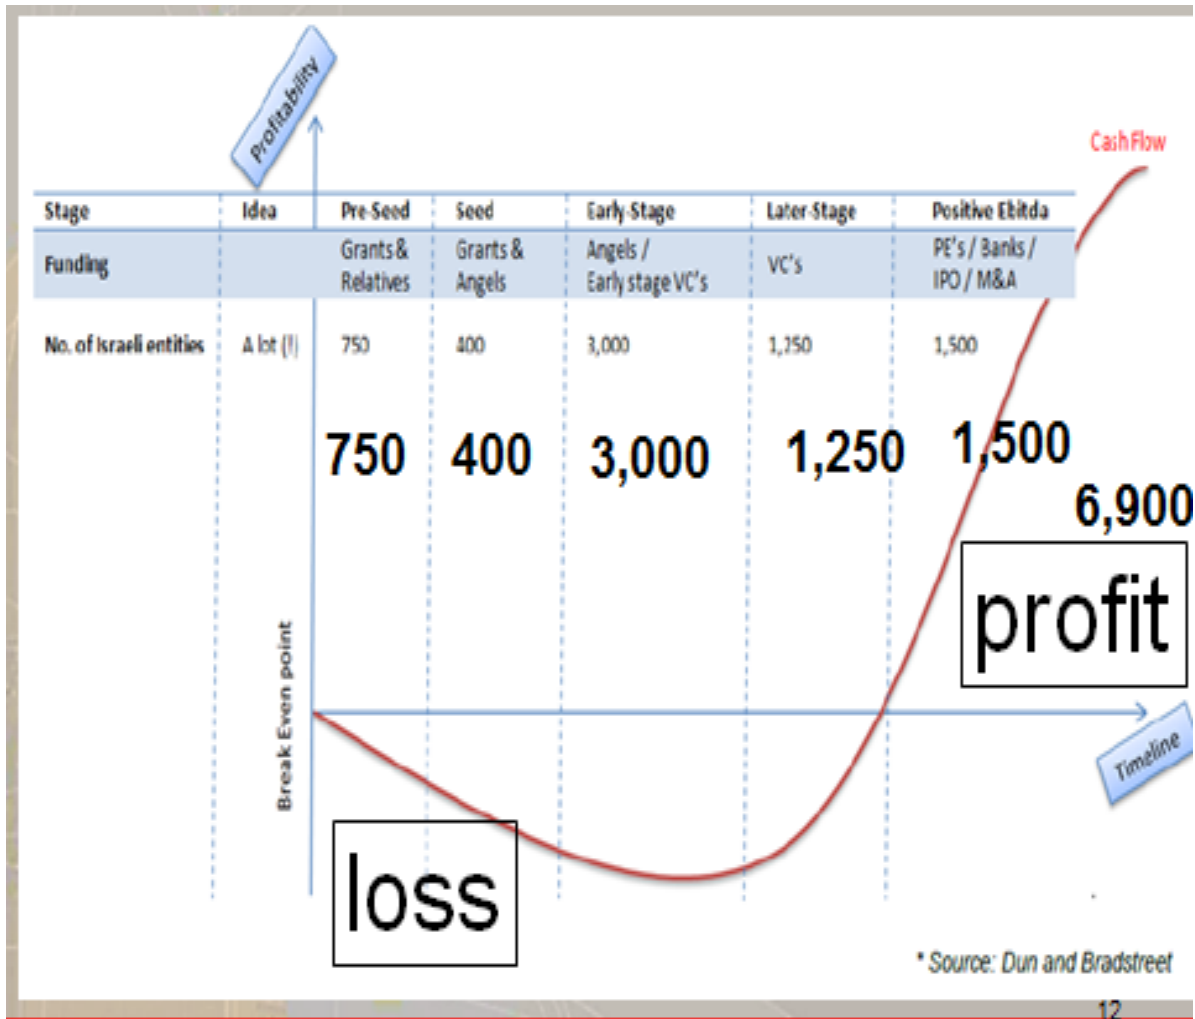 Profitability
Cash Flow
Stage Idea Pre-Seed Seed Early-Stage Later-Stage Positive Ebitda
Funding
Grants & Relatives
Grants & Angels
Angels / Early stage VC's
VC's
PE's / Banks / IPO / M&A
No. of Israeli entities A lot (!) 750 400 3,000 1,250 1,500
750 400 3,000 1,250 1,500
6,900
profit
Break Even point
Timeline
loss
* Source: Dun and Bradstreet
12